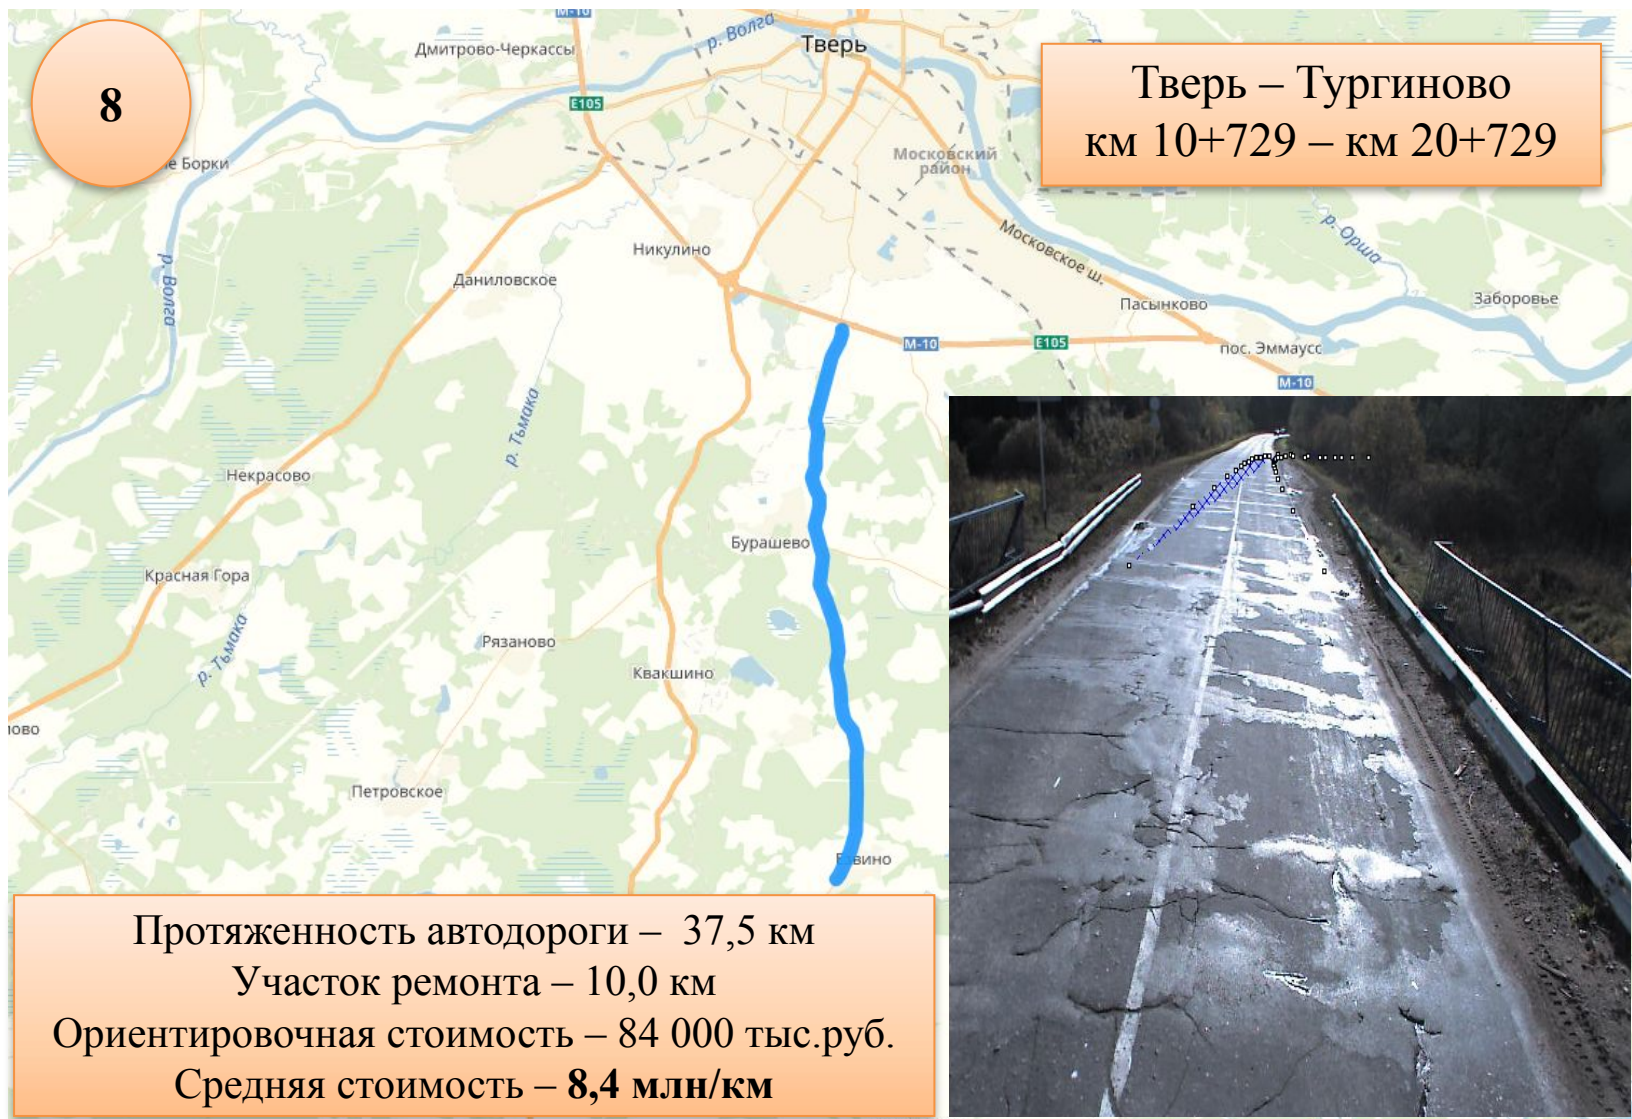 8
Тверь – Тургиново
км 10+729 – км 20+729
М-10
Дмитрово-Черкассы
р. Волга
Тверь
E105
е Борки
Московский
район
р. Волга
Никулино
Даниловское
Московское ш.
р. Орша
Пасынково
Заборовье
М-10
E105
пос. Эммаусс
М-10
р. Тьмака
Некрасово
Бурашево
Красная Гора
р. Тьмака
Рязаново
Квакшино
лово
Петровское
Езвино
Протяженность автодороги – 37,5 км
Участок ремонта – 10,0 км
Ориентировочная стоимость – 84 000 тыс.руб.
Средняя стоимость – 8,4 млн/км